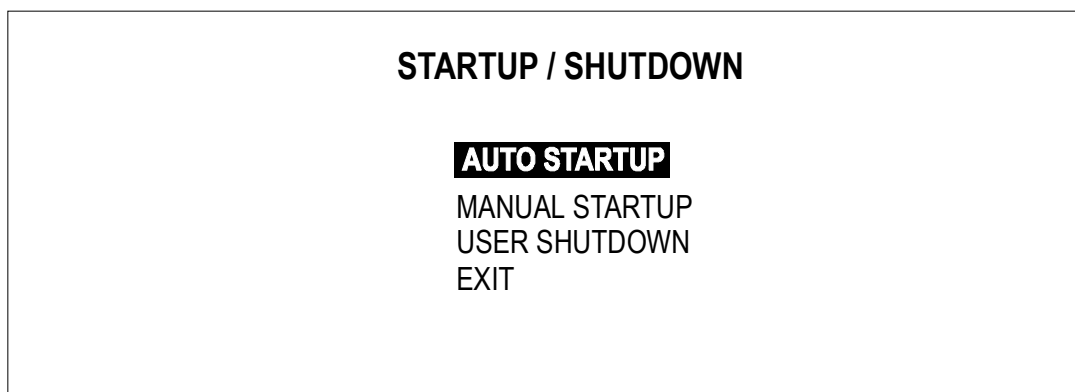 STARTUP / SHUTDOWN
AUTO STARTUP
MANUAL STARTUP
USER SHUTDOWN
EXIT